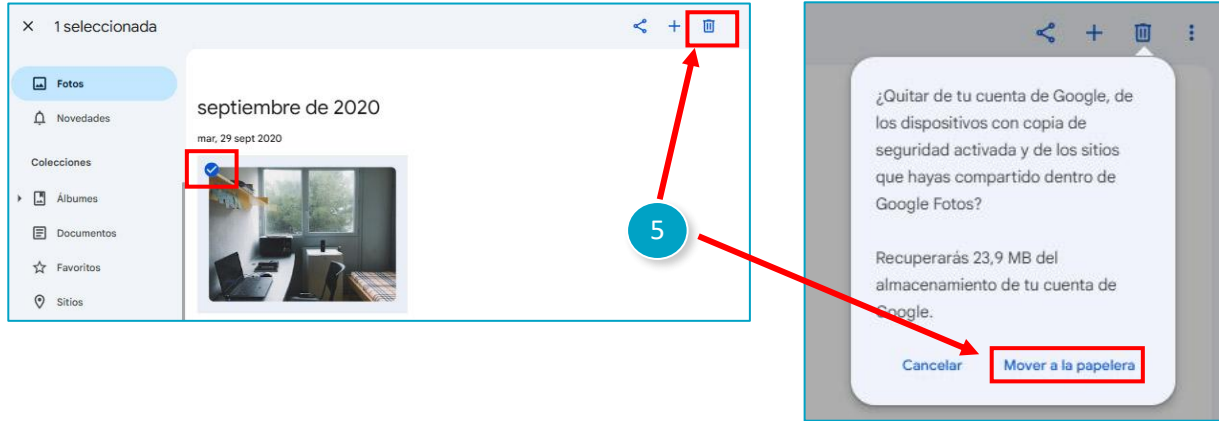 1 seleccionada
Fotos
Novedades
Colecciones
Álbumes
Documentos
Favoritos
Sitios
septiembre de 2020
mar, 29 sept 2020
5
¿Quitar de tu cuenta de Google, de
los dispositivos con copia de
seguridad activada y de los sitios
que hayas compartido dentro de
Google Fotos?
Recuperarás 23,9 MB del
almacenamiento de tu cuenta de
Google.
Cancelar Mover a la papelera